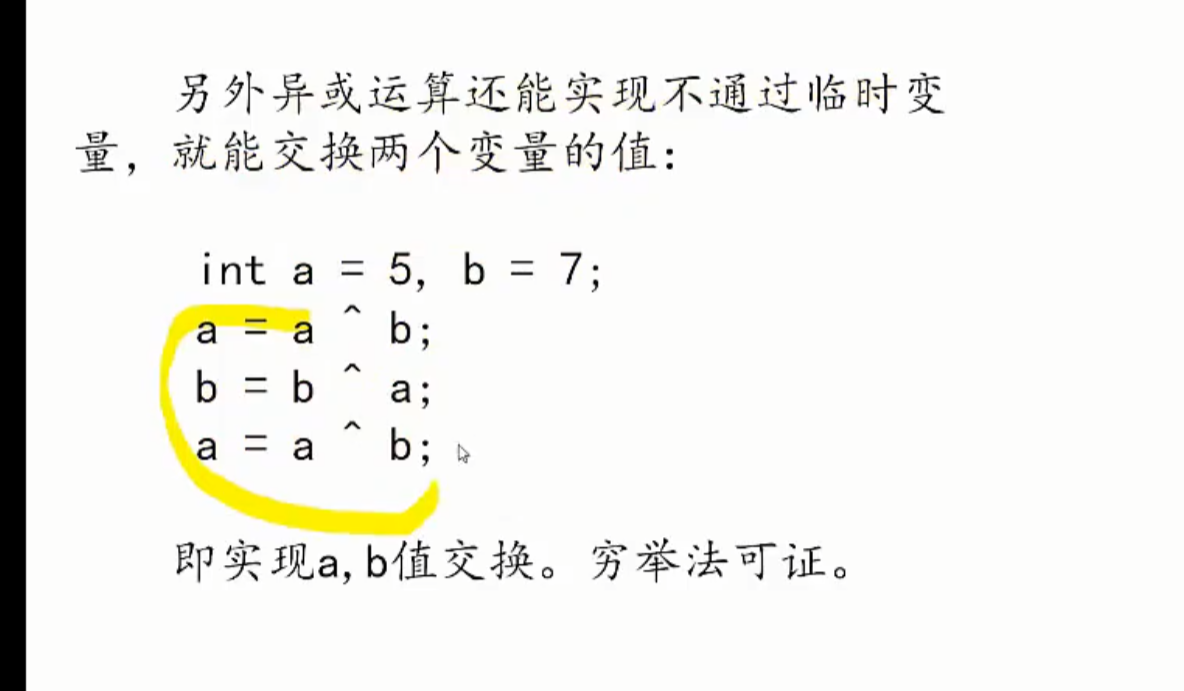 另外异或运算还能实现不通过临时变
量，就能交换两个变量的值：
int a = 5, b = 7;
a = a ^ b;
b = b ^ a;
a = a ^ b;
即实现a,b值交换。穷举法可证。